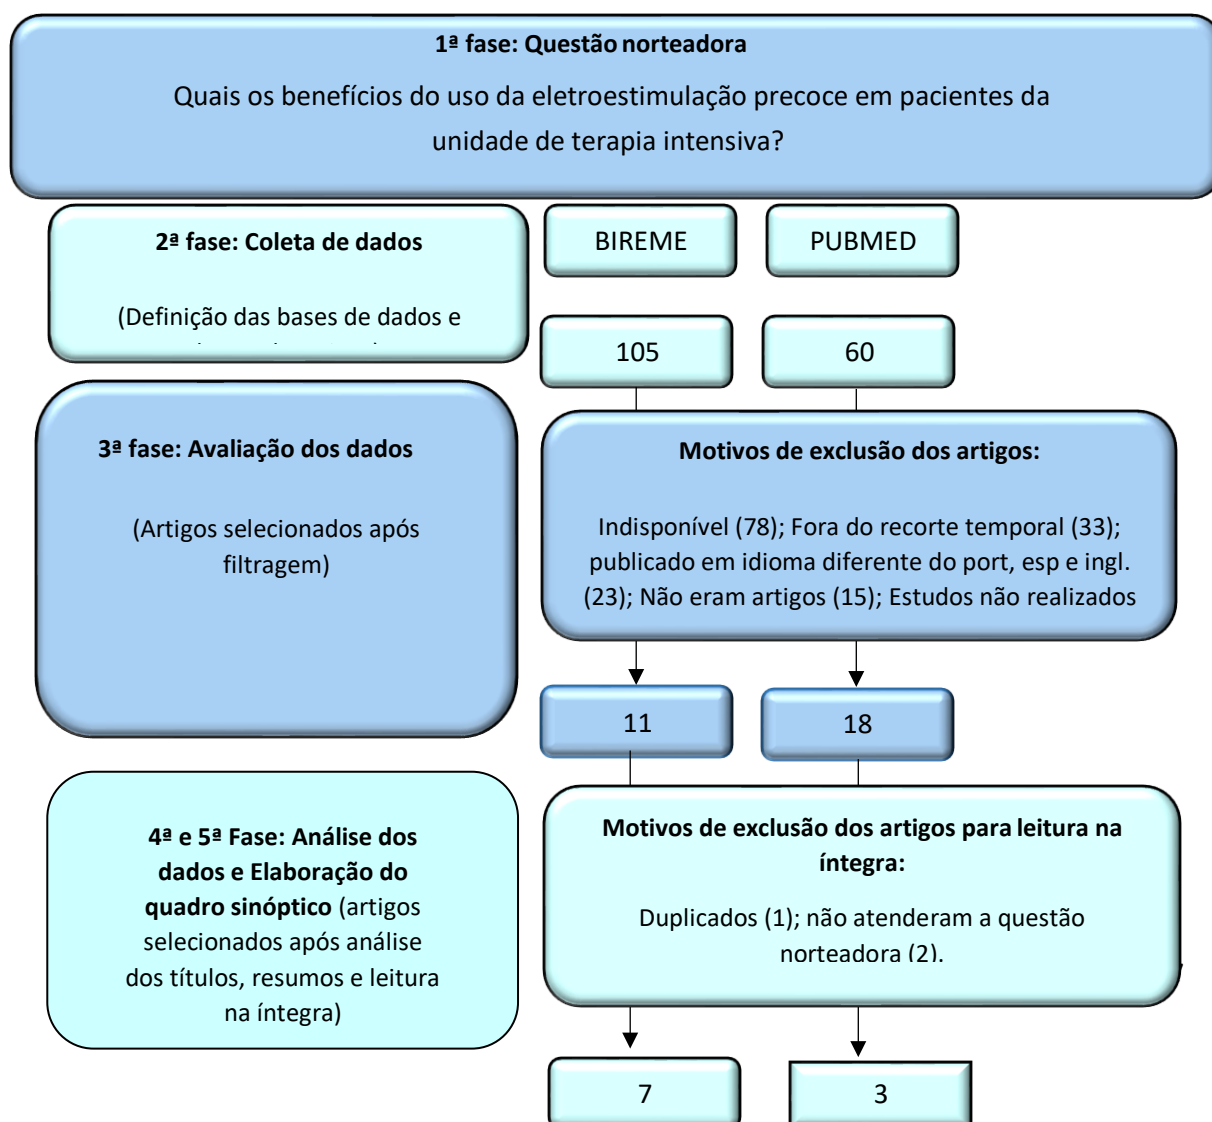 1ª fase: Questão norteadora
Quais os benefícios do uso da eletroestimulação precoce em pacientes da
unidade de terapia intensiva?
2ª fase: Coleta de dados
(Definição das bases de dados e
BIREME
PUBMED
105
60
3ª fase: Avaliação dos dados
(Artigos selecionados após
filtragem)
Motivos de exclusão dos artigos:
Indisponível (78); Fora do recorte temporal (33);
publicado em idioma diferente do port, esp e ingl.
(23); Não eram artigos (15); Estudos não realizados
11
18
4ª e 5ª Fase: Análise dos
dados e Elaboração do
quadro sinóptico (artigos
selecionados após análise
dos títulos, resumos e leitura
na íntegra)
Motivos de exclusão dos artigos para leitura na
íntegra:
Duplicados (1); não atenderam a questão
norteadora (2).
7
3